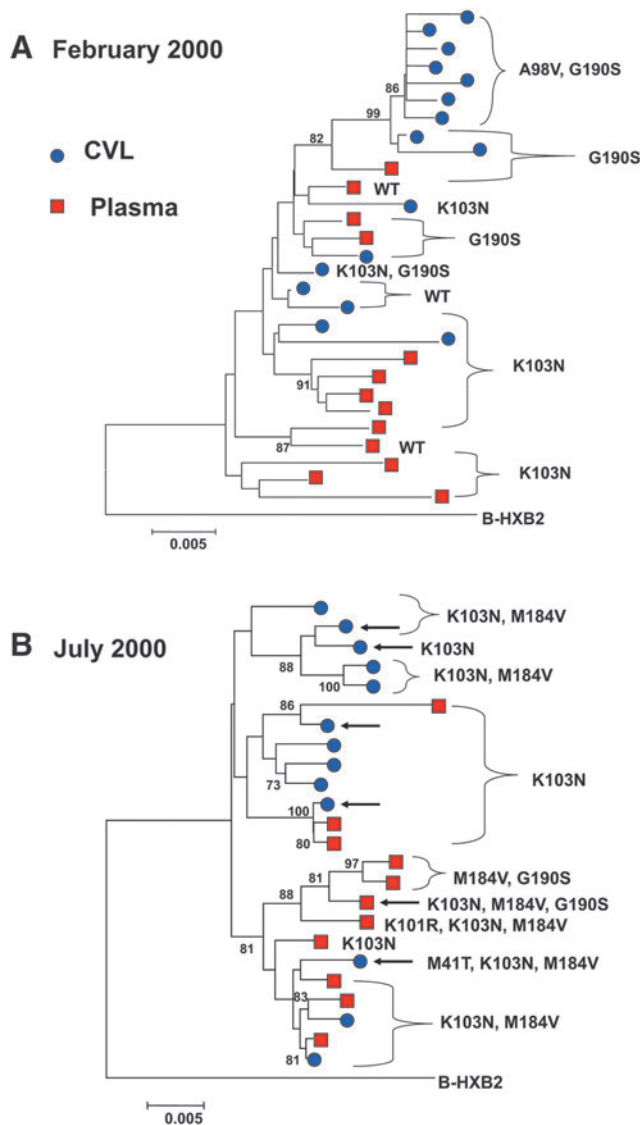 A February 2000
CVL
Plasma
86
A98V, G190S
99
82
G190S
WT
K103N
G190S
K103N, G190S
WT
K103N
91
87
WT
K103N
B-HXB2
0.005
B July 2000
K103N, M184V
K103N
88
K103N, M184V
100
86
K103N
73
100
80
97
M184V, G190S
81
88
K103N, M184V, G190S
K101R, K103N, M184V
K103N
81
M41T, K103N, M184V
83
K103N, M184V
81
B-HXB2
0.005